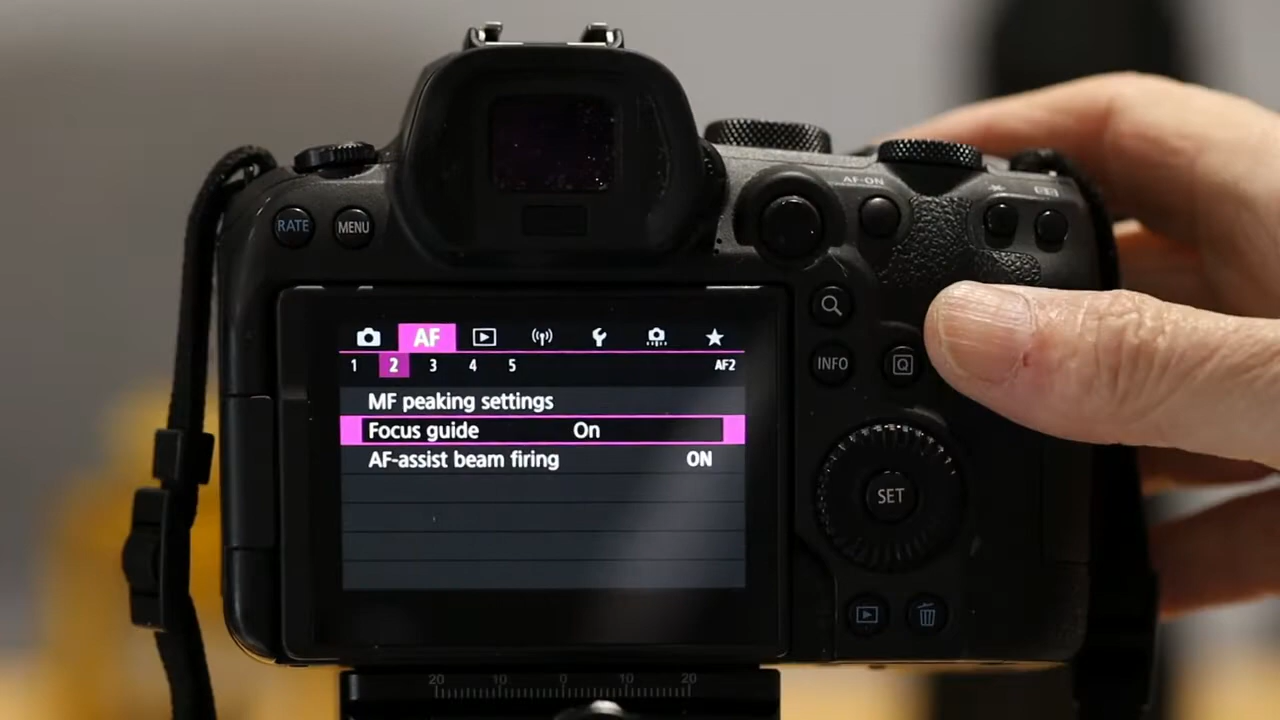 AF-ON
RATE
MENU
AF
1 2 3 4 5 AF2
MF peaking settings
Focus guide On
AF-assist beam firing ON
INFO
Q
SET
20 10 0 10 20